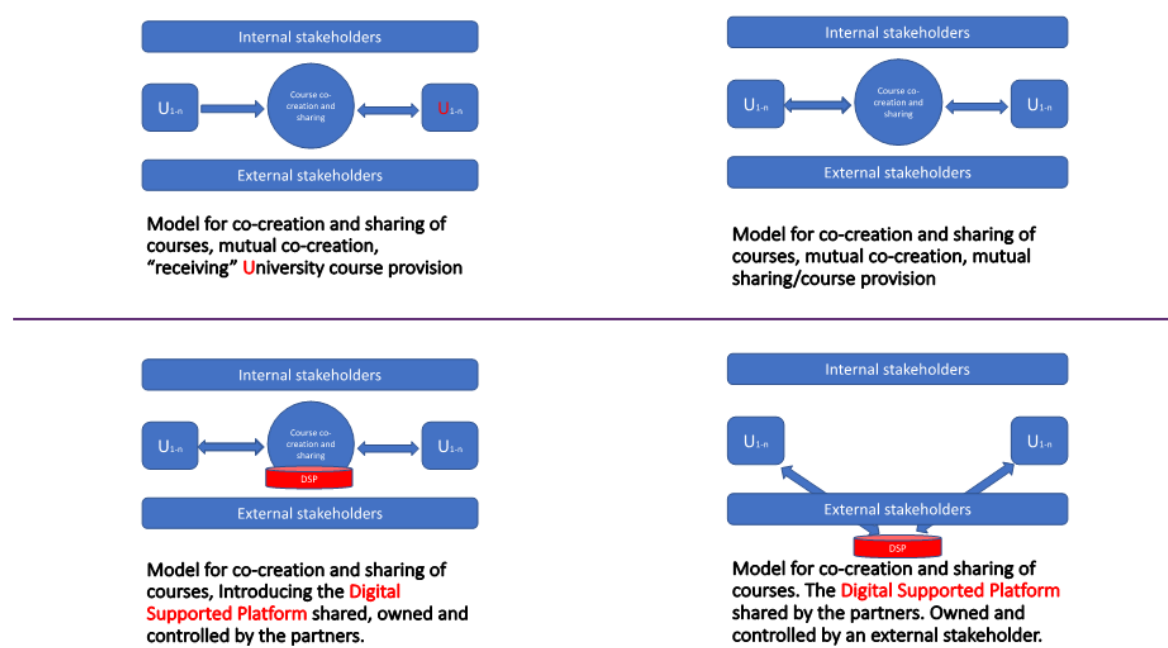 Internal stakeholders
U1-n
Course co-
creation and
sharing
U1-n
External stakeholders
Model for co-creation and sharing of
courses, mutual co-creation,
“receiving” University course provision
Internal stakeholders
U1-n
Course co-
creation and
sharing
U1-n
External stakeholders
Model for co-creation and sharing of
courses, mutual co-creation, mutual
sharing/course provision
Internal stakeholders
U1-n
Course co-
creation and
sharing
DSP
U1-n
External stakeholders
Model for co-creation and sharing of
courses, Introducing the Digital
Supported Platform shared, owned and
controlled by the partners.
Internal stakeholders
U1-n
U1-n
External stakeholders
DSP
Model for co-creation and sharing of
courses. The Digital Supported Platform
shared by the partners. Owned and
controlled by an external stakeholder.